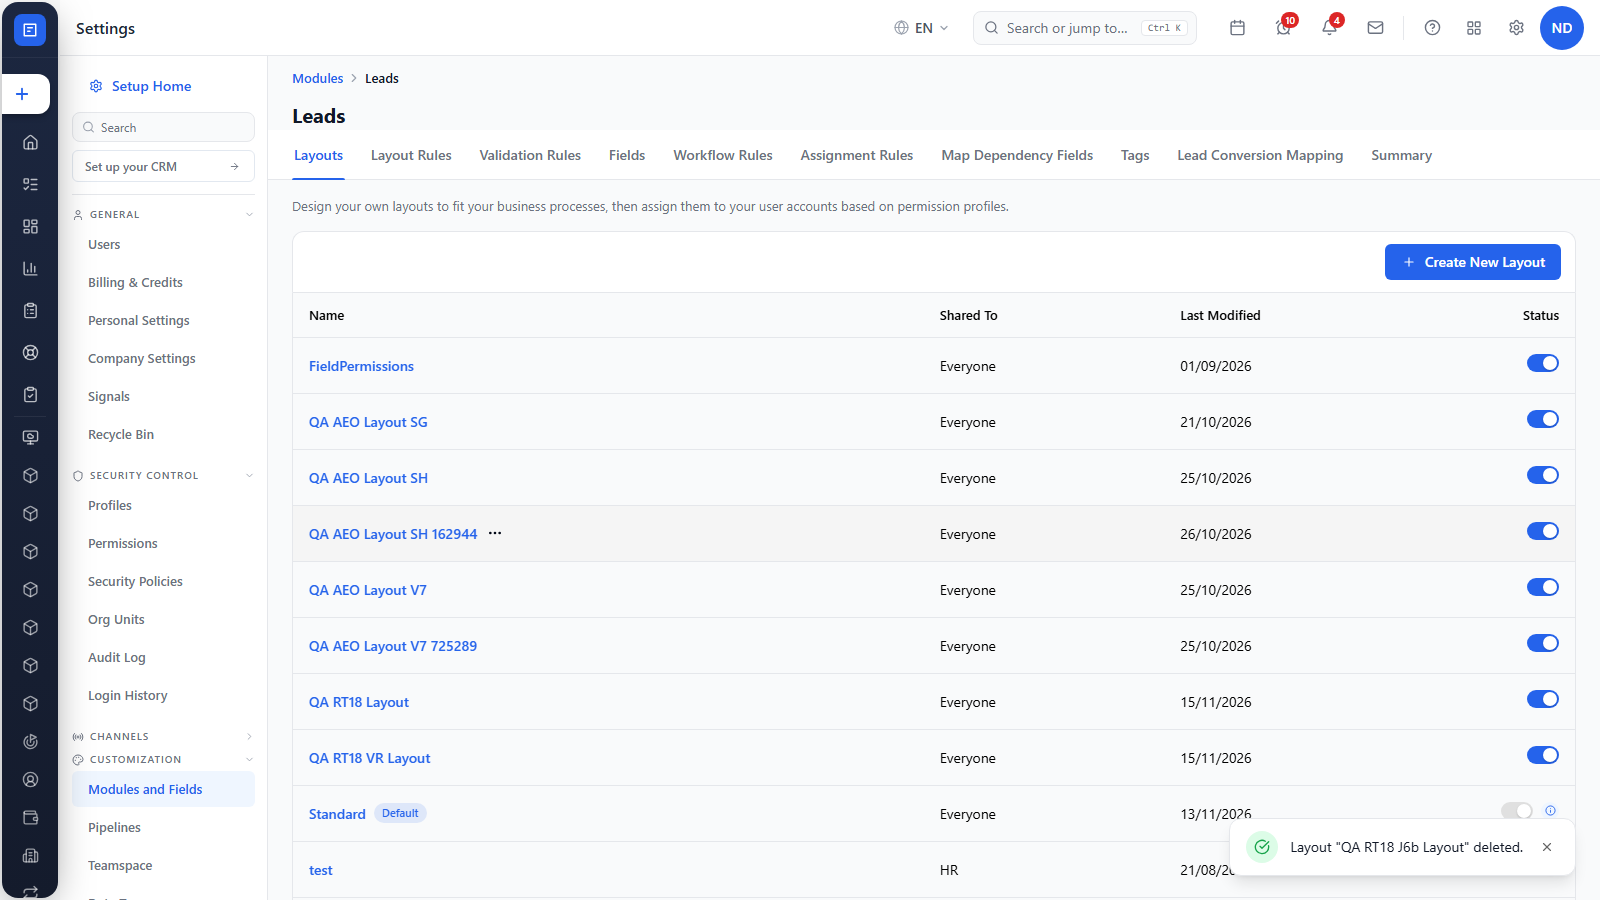 Settings
EN
Search or jump to...
Ctrl K
10
4
ND
Setup Home
Search
Set up your CRM
GENERAL
Users
Billing & Credits
Personal Settings
Company Settings
Signals
Recycle Bin
SECURITY CONTROL
Profiles
Permissions
Security Policies
Org Units
Audit Log
Login History
CHANNELS
CUSTOMIZATION
Modules and Fields
Pipelines
Teamspace
Modules > Leads
Leads
Layouts Layout Rules Validation Rules Fields Workflow Rules Assignment Rules Map Dependency Fields Tags Lead Conversion Mapping Summary
Design your own layouts to fit your business processes, then assign them to your user accounts based on permission profiles.
+ Create New Layout
Name Shared To Last Modified Status
FieldPermissions Everyone 01/09/2026
QA AEO Layout SG Everyone 21/10/2026
QA AEO Layout SH Everyone 25/10/2026
QA AEO Layout SH 162944 ··· Everyone 26/10/2026
QA AEO Layout V7 Everyone 25/10/2026
QA AEO Layout V7 725289 Everyone 25/10/2026
QA RT18 Layout Everyone 15/11/2026
QA RT18 VR Layout Everyone 15/11/2026
Standard Default Everyone 13/11/2026
test HR 21/08/2
Layout "QA RT18 J6b Layout" deleted.